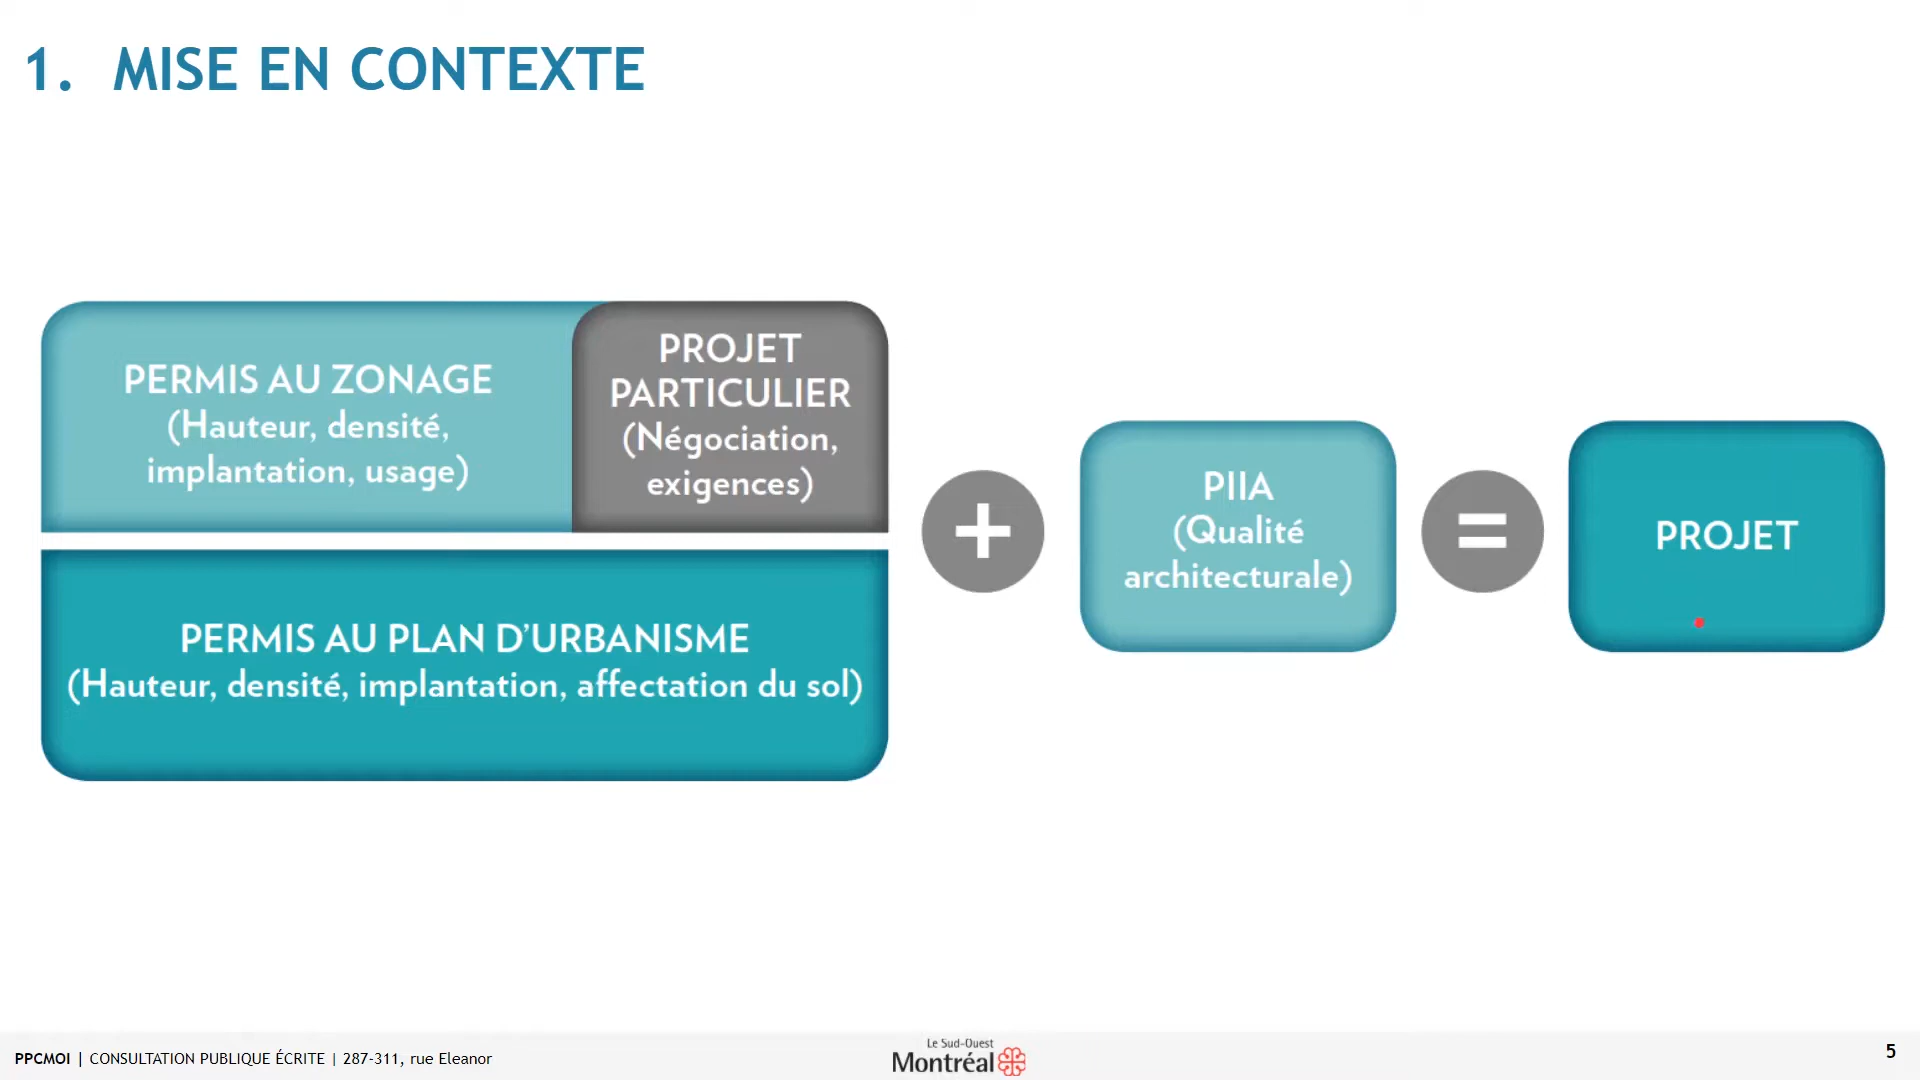 1. MISE EN CONTEXTE
PERMIS AU ZONAGE
(Hauteur, densité,
implantation, usage)
PROJET
PARTICULIER
(Négociation,
exigences)
PERMIS AU PLAN D'URBANISME
(Hauteur, densité, implantation, affectation du sol)
+
PIIA
(Qualité
architecturale)
=
PROJET
PPCMOI | CONSULTATION PUBLIQUE ÉCRITE | 287-311, rue Eleanor
Le Sud-Ouest
Montréal
5